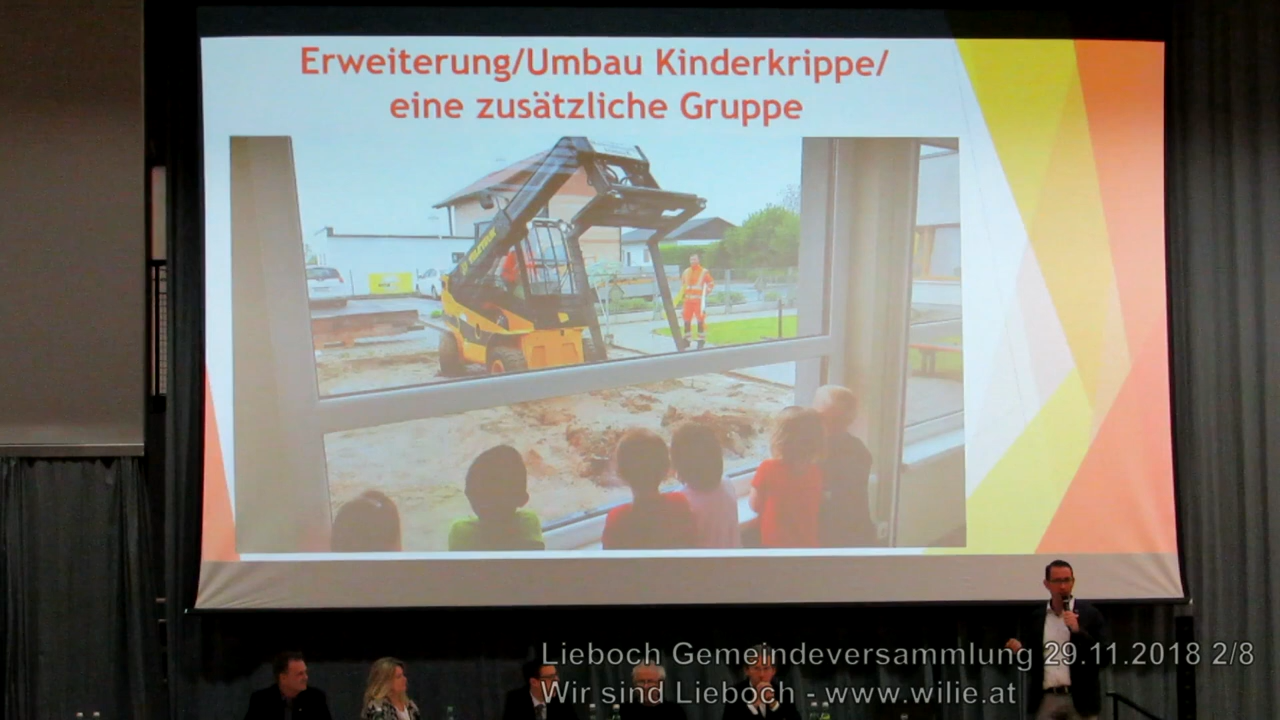 Erweiterung/Umbau Kinderkrippe/
eine zusätzliche Gruppe
Lieboch Gemeindeversammlung 29.11.2018 2/8
Wir sind Lieboch - www.wilie.at